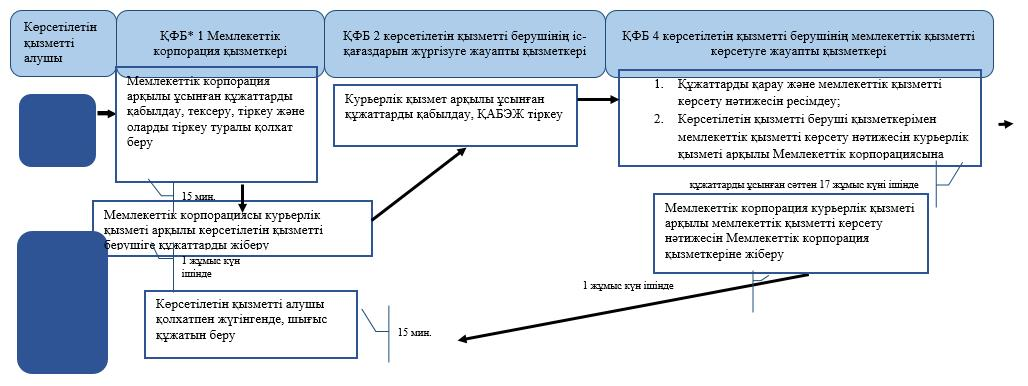 Көрсетілетін
қызметті
алушы
ҚФБ* 1 Мемлекеттік
корпорация қызметкері
ҚФБ 2 көрсетілетін қызметті берушінің іс-
қағаздарын жүргізуге жауапты қызметкері
ҚФБ 4 көрсетілетін қызметті берушінің мемлекеттік қызметті
көрсетуге жауапты қызметкері
Мемлекеттік корпорация
арқылы ұсынған құжаттарды
қабылдау, тексеру, тіркеу және
оларды тіркеу туралы қолхат
беру
15 мин.
Курьерлік қызмет арқылы ұсынған
құжаттарды қабылдау, ҚАБЭЖ тіркеу
1. Құжаттарды қарау және мемлекеттік қызметті
көрсету нәтижесін ресімдеу;
2. Көрсетілетін қызметті беруші қызметкерімен
мемлекеттік қызметті көрсету нәтижесін курьерлік
қызметі арқылы Мемлекеттік корпорациясына
құжаттарды ұсынған сәттен 17 жұмыс күні ішінде
Мемлекеттік корпорациясы курьерлік
қызметі арқылы көрсетілетін қызметті
берушіге құжаттарды жіберу
1 жұмыс күн
ішінде
Мемлекеттік корпорация курьерлік қызметі
арқылы мемлекеттік қызметті көрсету
нәтижесін Мемлекеттік корпорация
қызметкеріне жіберу
1 жұмыс күн ішінде
Көрсетілетін қызметті алушы
қолхатпен жүгінгенде, шығыс
құжатын беру
15 мин.